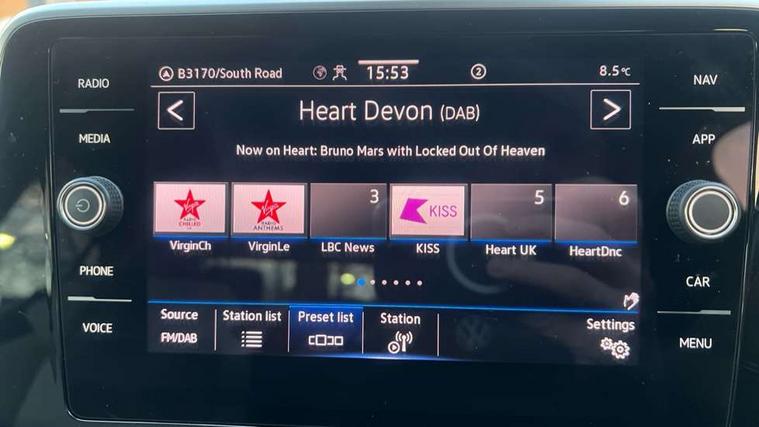 RADIO
MEDIA
PHONE
VOICE
B3170/South Road
15:53
2
8.5°C
Heart Devon (DAB)
Now on Heart: Bruno Mars with Locked Out Of Heaven
3
KISS
5
6
VirginCh
VirginLe
LBC News
KISS
Heart UK
HeartDnc
Source
FM/DAB
Station list
Preset list
Station
Settings
NAV
APP
CAR
MENU